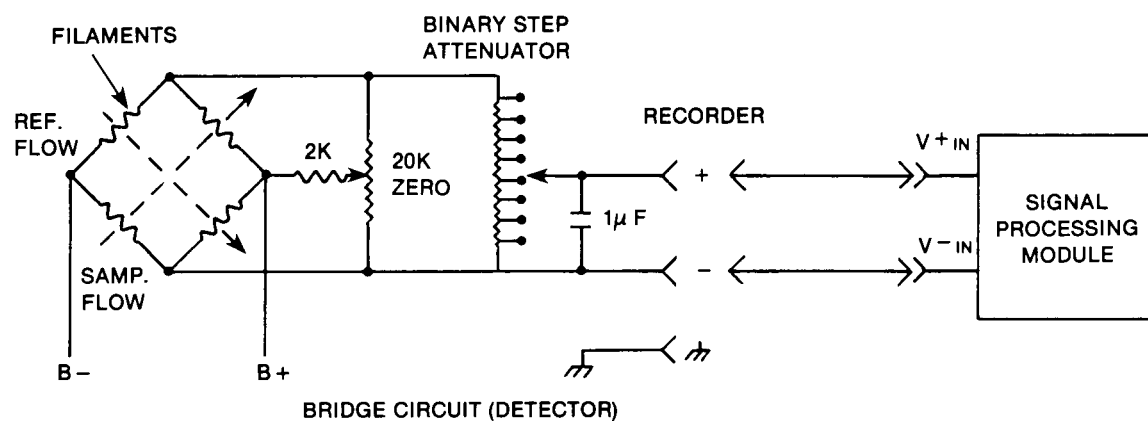 FILAMENTS
BINARY STEP
ATTENUATOR
REF.
FLOW
2K
20K
ZERO
RECORDER
+
1μ F
V+ IN
SIGNAL
PROCESSING
MODULE
V- IN
-
SAMP.
FLOW
B-
B+
BRIDGE CIRCUIT (DETECTOR)